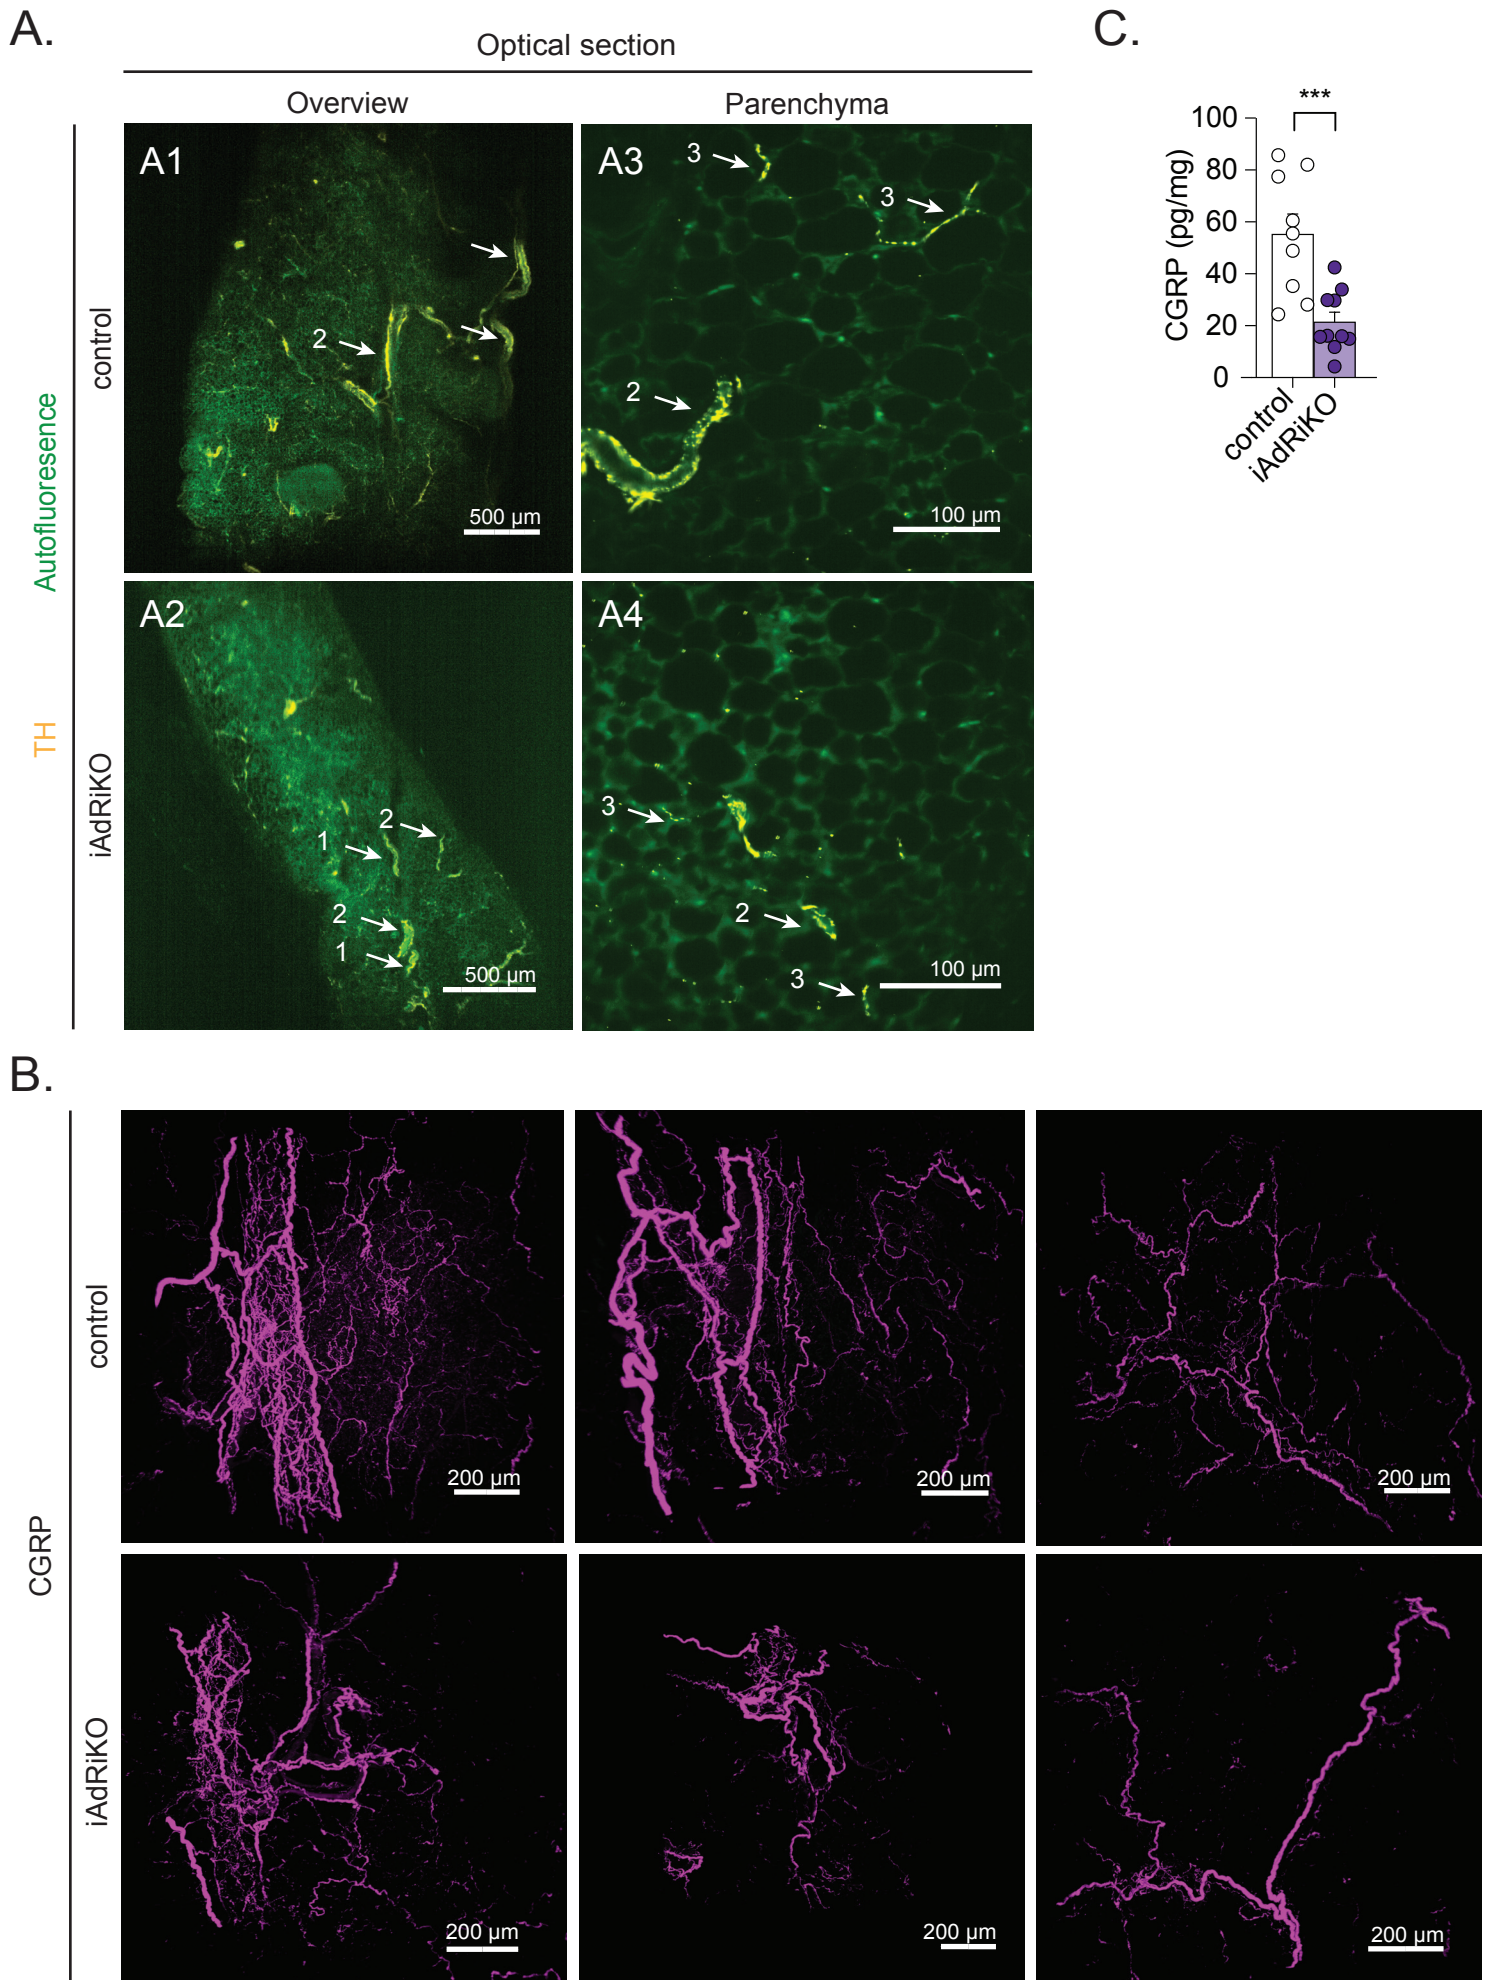 A.
Optical section
Overview
Parenchyma
Autofluoresence
TH
control
iAdRiKO
A1
2
500 µm
A3
3
3
2
100 µm
A2
1
2
2
1
500 µm
A4
3
2
3
100 µm
B.
CGRP
control
iAdRiKO
200 µm
200 µm
200 µm
200 µm
200 µm
200 µm
C.
***
CGRP (pg/mg)
100
80
60
40
20
0
control
iAdRiKO